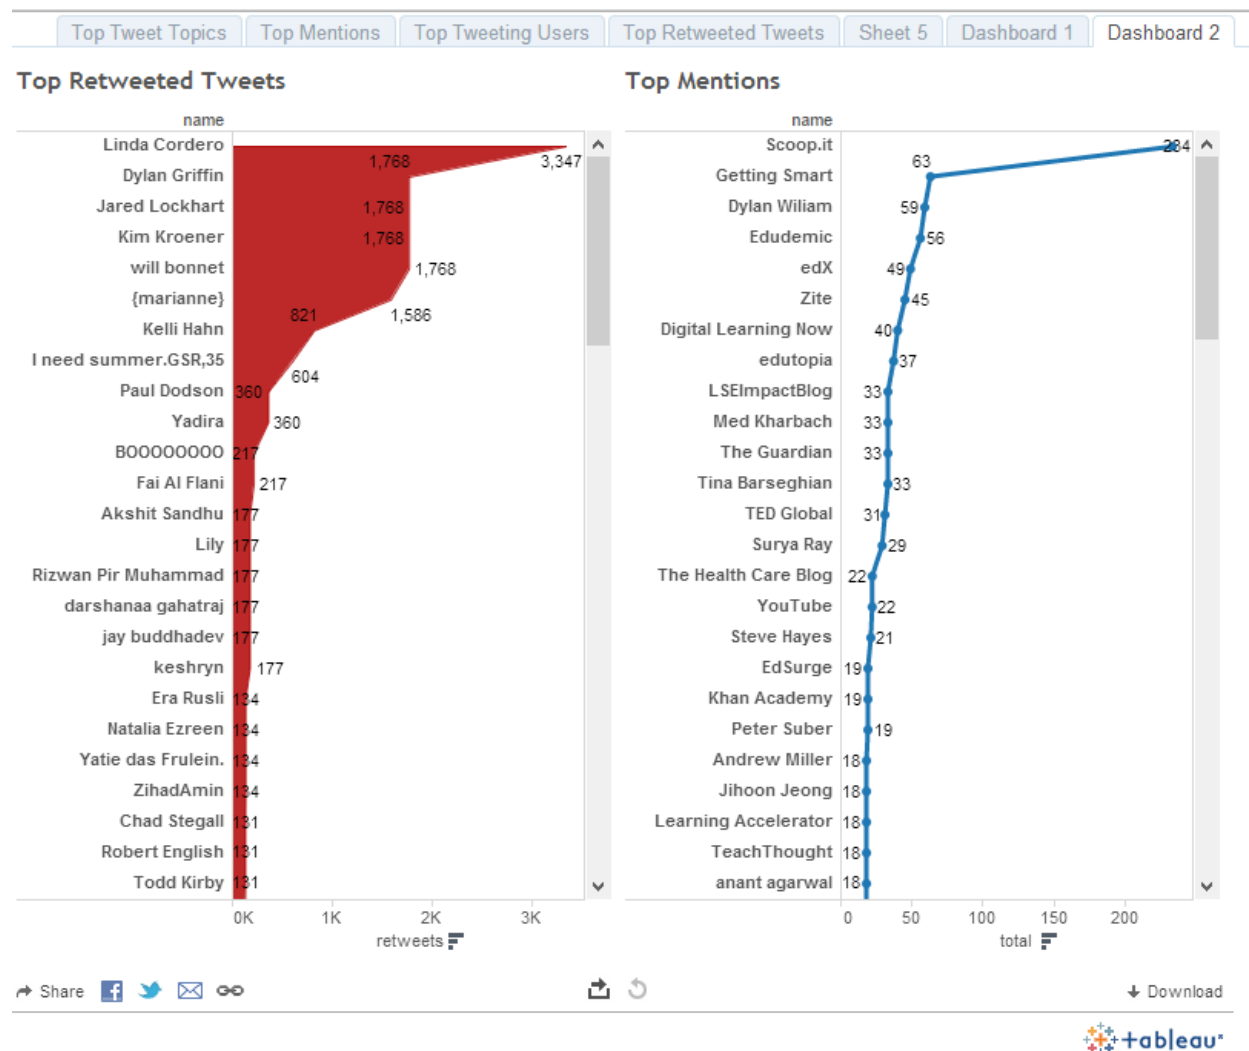 Top Tweet Topics Top Mentions Top Tweeting Users Top Retweeted Tweets Sheet 5 Dashboard 1 Dashboard 2
Top Retweeted Tweets
name
Linda Cordero 3,347
Dylan Griffin 1,768
Jared Lockhart 1,768
Kim Kroener 1,768
will bonnet 1,768
{marianne} 1,586
Kelli Hahn 821
I need summer.GSR,35 604
Paul Dodson 360
Yadira 360
BOOOOOOOO 217
Fai Al Flani 217
Akshit Sandhu 177
Lily 177
Rizwan Pir Muhammad 177
darshanaa gahatraj 177
jay buddhadev 177
keshryn 177
Era Rusli 134
Natalia Ezreen 134
Yatie das Frulein. 134
ZihadAmin 134
Chad Stegall 131
Robert English 131
Todd Kirby 131
0K 1K 2K 3K
retweets
Top Mentions
name
Scoop.it 234
Getting Smart 63
Dylan Wiliam 59
Edudemic 56
edX 49
Zite 45
Digital Learning Now 40
edutopia 37
LSEImpactBlog 33
Med Kharbach 33
The Guardian 33
Tina Barseghian 33
TED Global 31
Surya Ray 29
The Health Care Blog 22
YouTube 22
Steve Hayes 21
EdSurge 19
Khan Academy 19
Peter Suber 19
Andrew Miller 18
Jihoon Jeong 18
Learning Accelerator 18
TeachThought 18
anant agarwal 18
0 50 100 150 200
total
Share Download
+ableau